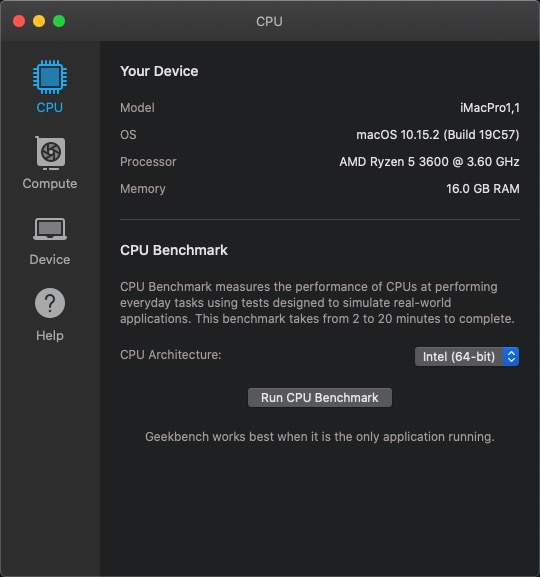 CPU
CPU
Compute
Device
Help
Your Device
Model iMacPro1,1
OS macOS 10.15.2 (Build 19C57)
Processor AMD Ryzen 5 3600 @ 3.60 GHz
Memory 16.0 GB RAM
CPU Benchmark
CPU Benchmark measures the performance of CPUs at performing
everyday tasks using tests designed to simulate real-world
applications. This benchmark takes from 2 to 20 minutes to complete.
CPU Architecture: Intel (64-bit)
Run CPU Benchmark
Geekbench works best when it is the only application running.